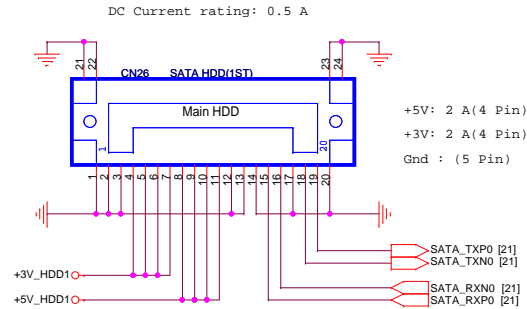 DC Current rating: 0.5 A
21
22
23
24
CN26 SATA HDD(1ST)
Main HDD
1
20
+5V: 2 A(4 Pin)
+3V: 2 A(4 Pin)
Gnd : (5 Pin)
1 2 3 4 5 6 7 8 9 10 11 12 13 14 15 16 17 18 19 20
SATA_TXP0 [21]
SATA_TXN0 [21]
+3V_HDD1
SATA_RXN0 [21]
+5V_HDD1
SATA_RXP0 [21]